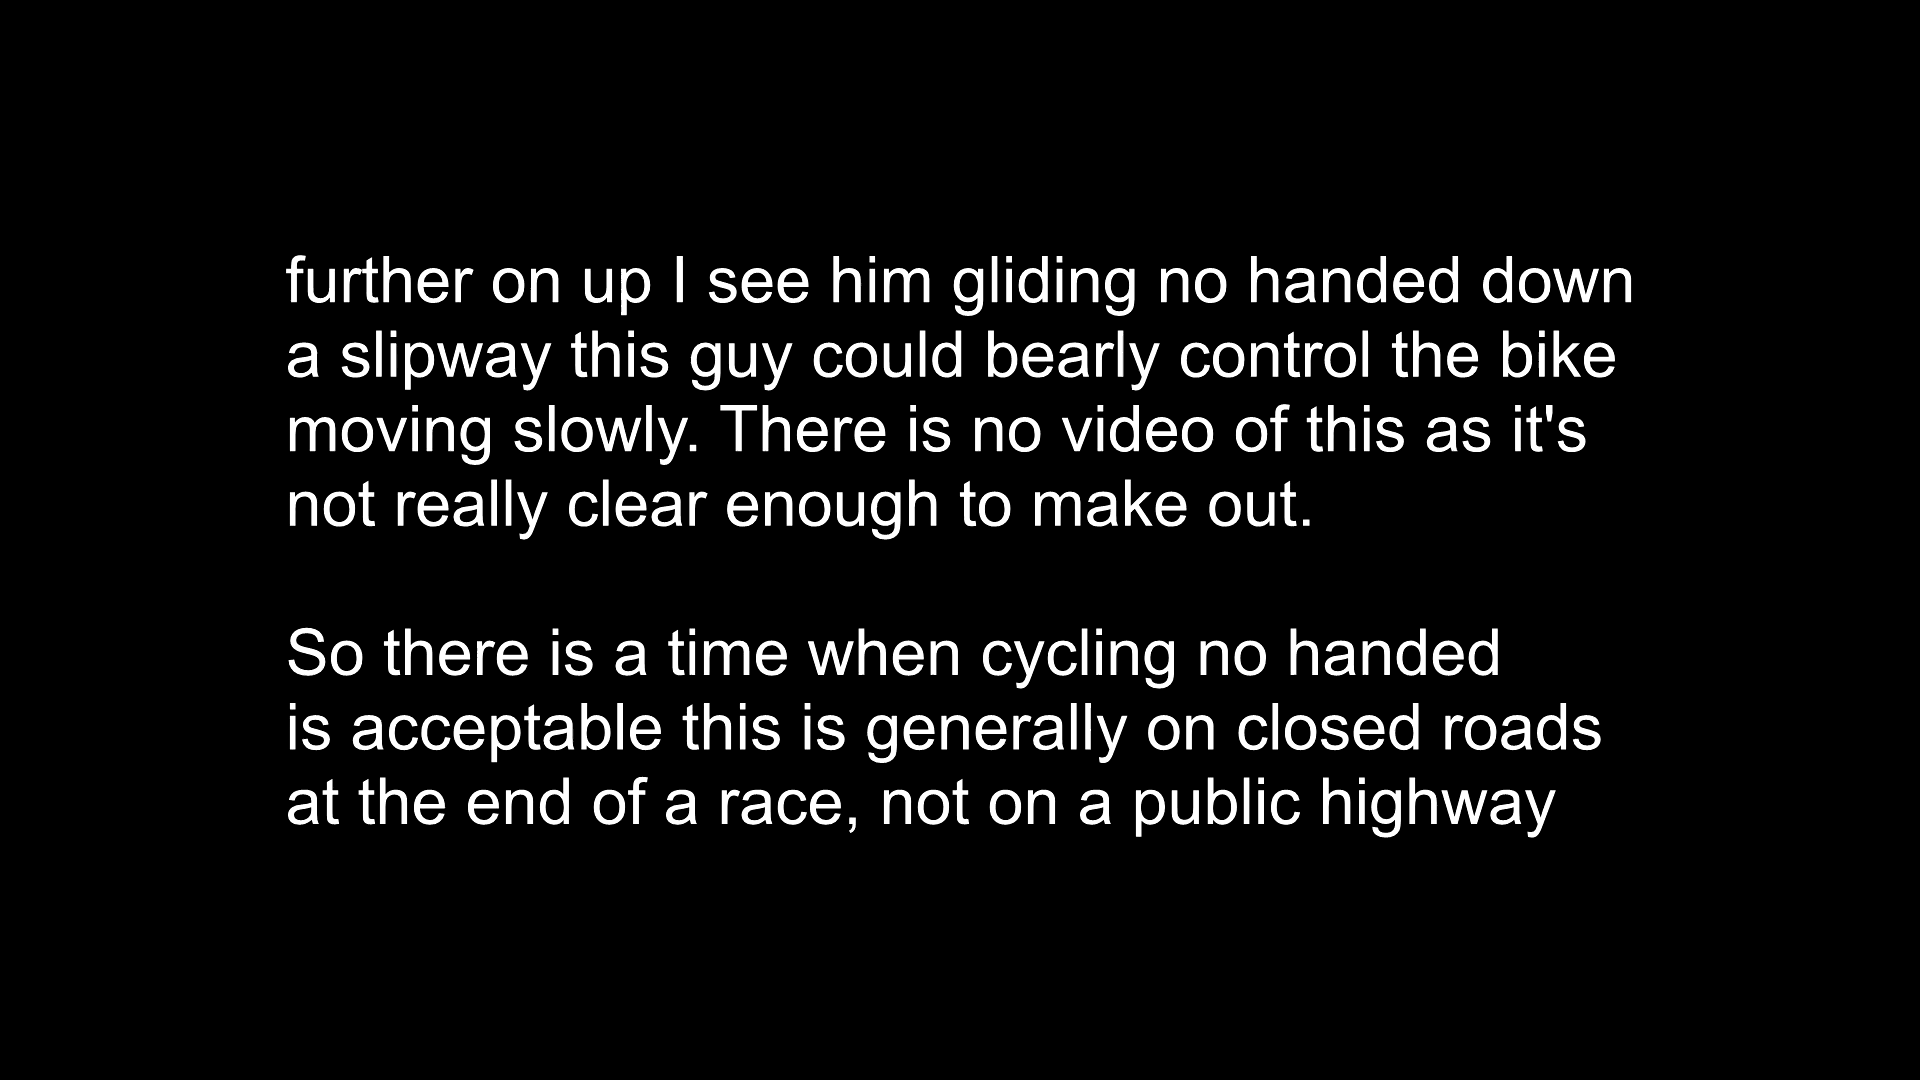 further on up I see him gliding no handed down
a slipway this guy could bearly control the bike
moving slowly. There is no video of this as it's
not really clear enough to make out.
So there is a time when cycling no handed
is acceptable this is generally on closed roads
at the end of a race, not on a public highway